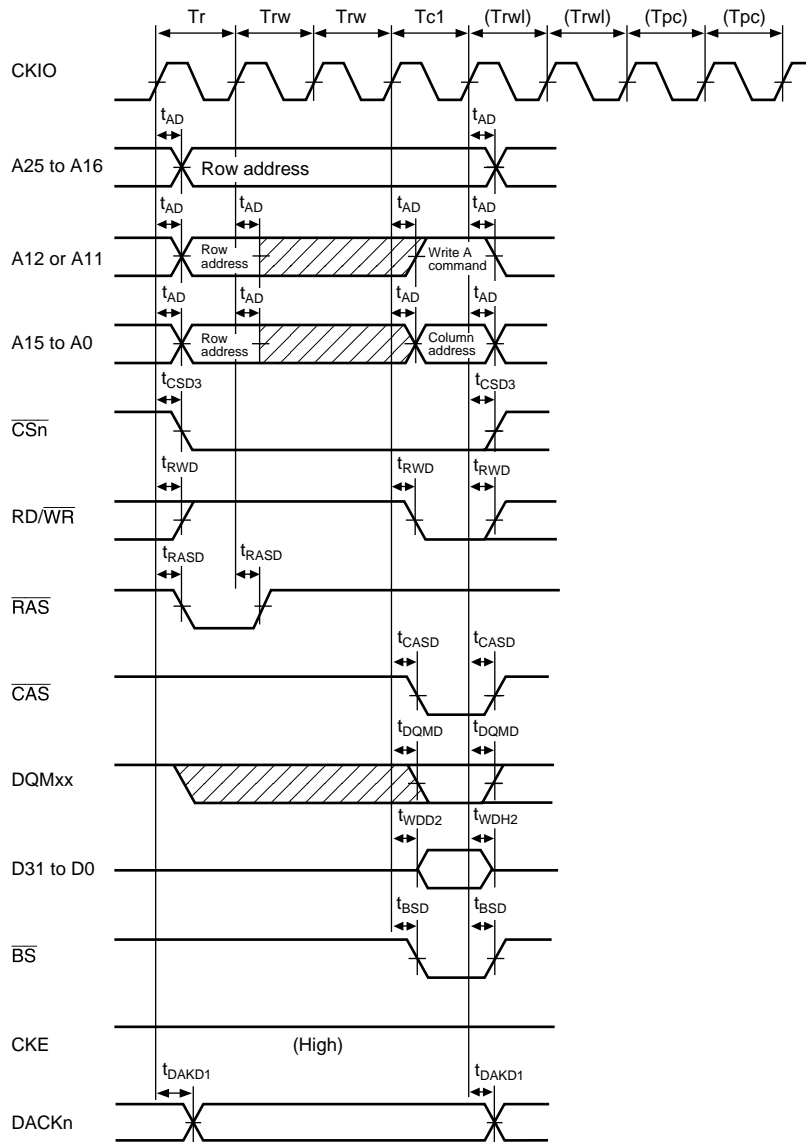 Tr Trw Trw Tc1 (Trwl) (Trwl) (Tpc) (Tpc)
CKIO
tAD tAD
A25 to A16 Row address
tAD tAD tAD tAD
A12 or A11 Row address Write A command
tAD tAD tAD tAD
A15 to A0 Row address Column address
tCSD3 tCSD3
CSn
tRWD tRWD tRWD
RD/WR
tRASD tRASD
RAS
tCASD tCASD
CAS
tDQMD tDQMD
DQMxx
tWDD2 tWDH2
D31 to D0
tBSD tBSD
BS
CKE (High)
tDAKD1 tDAKD1
DACKn